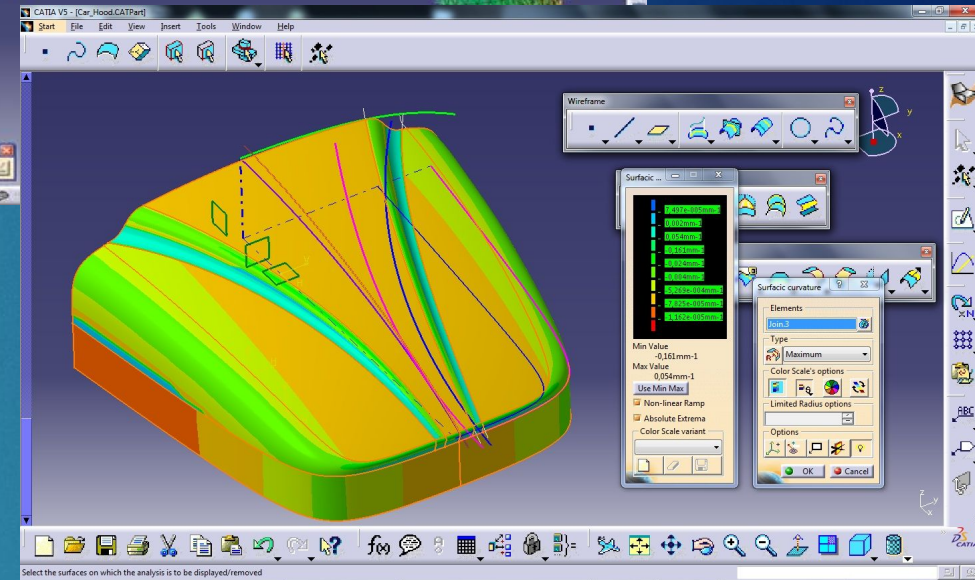 CATIA V5 - [Car_Hood.CATPart]
Start File Edit View Insert Tools Window Help
Wireframe
z
y
x
Surfacic ...
7,497e-005mm-1
0,002mm-1
0,054mm-1
-0,161mm-1
-0,024mm-1
-0,004mm-1
-5,269e-004mm-1
-7,825e-005mm-1
-1,162e-005mm-1
Min Value
-0,161mm-1
Max Value
0,054mm-1
Use Min Max
Non-linear Ramp
Absolute Extrema
Color Scale variant
Surfacic curvature
Elements
Join.3
Type
Maximum
Color Scale's options
Limited Radius options
Options
OK
Cancel
ABC
z
y
x
f(x)
CATIA
Select the surfaces on which the analysis is to be displayed/removed